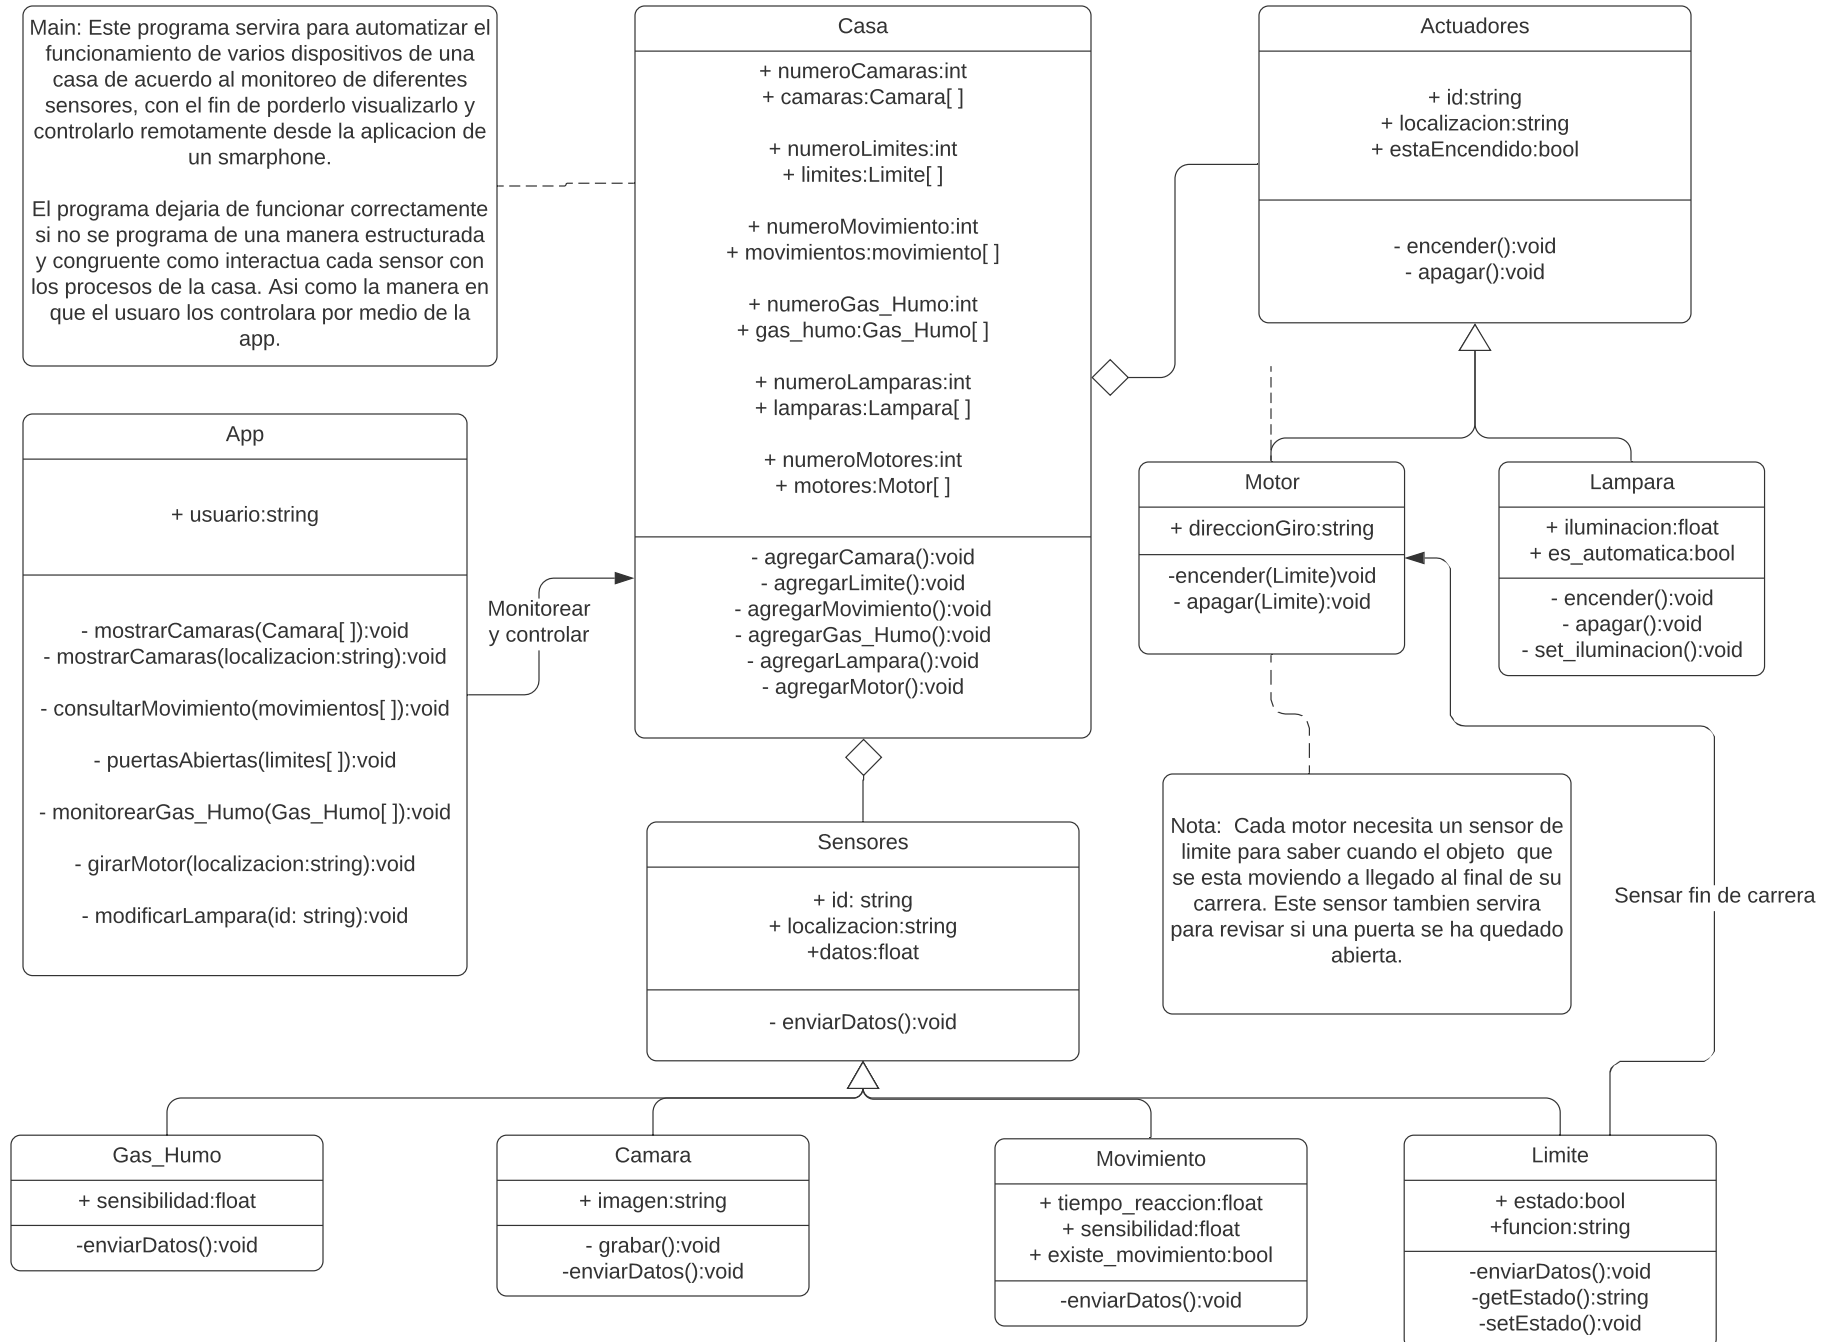 Main: Este programa servira para automatizar el
funcionamiento de varios dispositivos de una
casa de acuerdo al monitoreo de diferentes
sensores, con el fin de porderlo visualizarlo y
controlarlo remotamente desde la aplicacion de
un smarphone.
El programa dejaria de funcionar correctamente
si no se programa de una manera estructurada
y congruente como interactua cada sensor con
los procesos de la casa. Asi como la manera en
que el usuaro los controlara por medio de la
app.
Casa
+ numeroCamaras:int
+ camaras:Camara[ ]
+ numeroLimites:int
+ limites:Limite[ ]
+ numeroMovimiento:int
+ movimientos:movimiento[ ]
+ numeroGas_Humo:int
+ gas_humo:Gas_Humo[ ]
+ numeroLamparas:int
+ lamparas:Lampara[ ]
+ numeroMotores:int
+ motores:Motor[ ]
- agregarCamara():void
- agregarLimite():void
- agregarMovimiento():void
- agregarGas_Humo():void
- agregarLampara():void
- agregarMotor():void
Actuadores
+ id:string
+ localizacion:string
+ estaEncendido:bool
- encender():void
- apagar():void
App
+ usuario:string
- mostrarCamaras(Camara[ ]):void
- mostrarCamaras(localizacion:string):void
- consultarMovimiento(movimientos[ ]):void
- puertasAbiertas(limites[ ]):void
- monitorearGas_Humo(Gas_Humo[ ]):void
- girarMotor(localizacion:string):void
- modificarLampara(id: string):void
Monitorear
y controlar
Motor
+ direccionGiro:string
-encender(Limite)void
- apagar(Limite):void
Lampara
+ iluminacion:float
+ es_automatica:bool
- encender():void
- apagar():void
- set_iluminacion():void
Nota:  Cada motor necesita un sensor de
limite para saber cuando el objeto  que
se esta moviendo a llegado al final de su
carrera. Este sensor tambien servira
para revisar si una puerta se ha quedado
abierta.
Sensar fin de carrera
Sensores
+ id: string
+ localizacion:string
+datos:float
- enviarDatos():void
Gas_Humo
+ sensibilidad:float
-enviarDatos():void
Camara
+ imagen:string
- grabar():void
-enviarDatos():void
Movimiento
+ tiempo_reaccion:float
+ sensibilidad:float
+ existe_movimiento:bool
-enviarDatos():void
Limite
+ estado:bool
+funcion:string
-enviarDatos():void
-getEstado():string
-setEstado():void